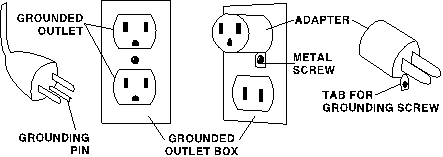 GROUNDED
OUTLET
GROUNDING
PIN
GROUNDED
OUTLET BOX
ADAPTER
METAL
SCREW
TAB FOR
GROUNDING SCREW